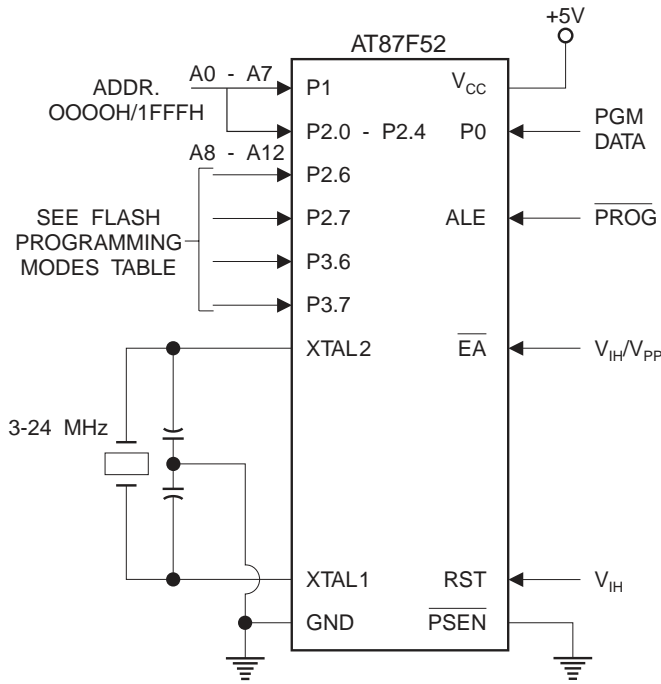 +5V
AT87F52
A0 - A7
ADDR.
OOOOH/1FFFH
P1
VCC
P2.0 - P2.4
P0
PGM
DATA
A8 - A12
P2.6
SEE FLASH
PROGRAMMING
MODES TABLE
P2.7
ALE
PROG
P3.6
P3.7
XTAL2
EA
VIH/VPP
3-24 MHz
XTAL1
RST
VIH
GND
PSEN